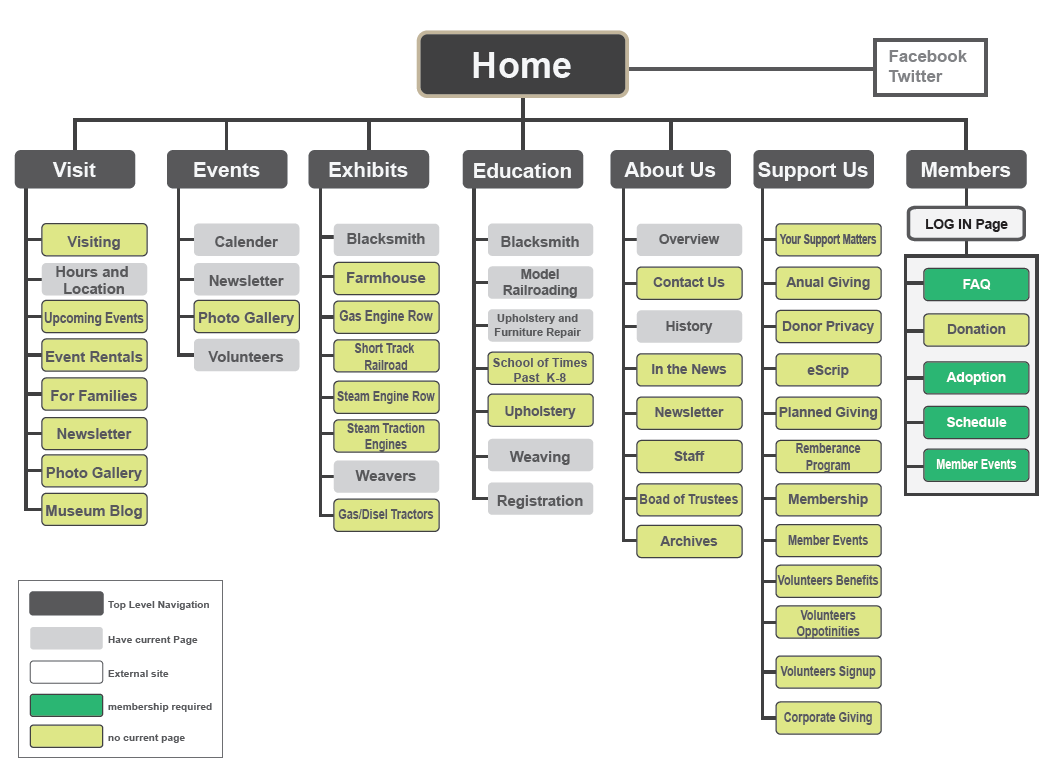 Home
Facebook
Twitter
Visit
Events
Exhibits
Education
About Us
Support Us
Members
Visiting
Hours and
Location
Upcoming Events
Event Rentals
For Families
Newsletter
Photo Gallery
Museum Blog
Calender
Newsletter
Photo Gallery
Volunteers
Blacksmith
Farmhouse
Gas Engine Row
Short Track
Railroad
Steam Engine Row
Steam Traction
Engines
Weavers
Gas/Disel Tractors
Blacksmith
Model
Railroading
Upholstery and
Furniture Repair
School of Times
Past K-8
Upholstery
Weaving
Registration
Overview
Contact Us
History
In the News
Newsletter
Staff
Boad of Trustees
Archives
Your Support Matters
Anual Giving
Donor Privacy
eScrip
Planned Giving
Remberance
Program
Membership
Member Events
Volunteers Benefits
Volunteers
Oppotinities
Volunteers Signup
Corporate Giving
LOG IN Page
FAQ
Donation
Adoption
Schedule
Member Events
Top Level Navigation
Have current Page
External site
membership required
no current page